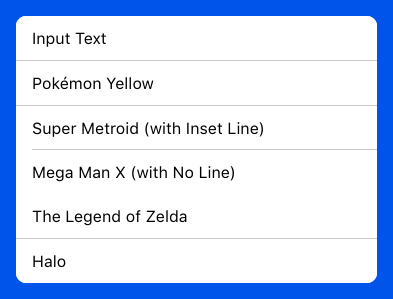 Input Text
Pokémon Yellow
Super Metroid (with Inset Line)
Mega Man X (with No Line)
The Legend of Zelda
Halo